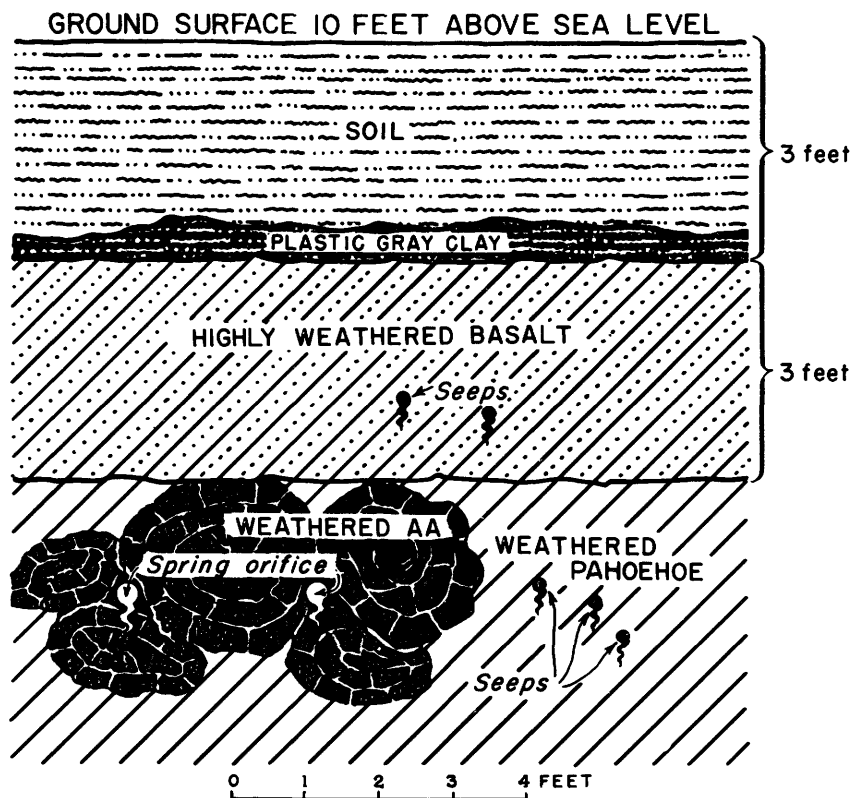 GROUND SURFACE 10 FEET ABOVE SEA LEVEL
SOIL
3 feet
PLASTIC GRAY CLAY
HIGHLY WEATHERED BASALT
3 feet
Seeps
WEATHERED AA
WEATHERED
PAHOEHOE
Spring orifice
Seeps
0 1 2 3 4 FEET